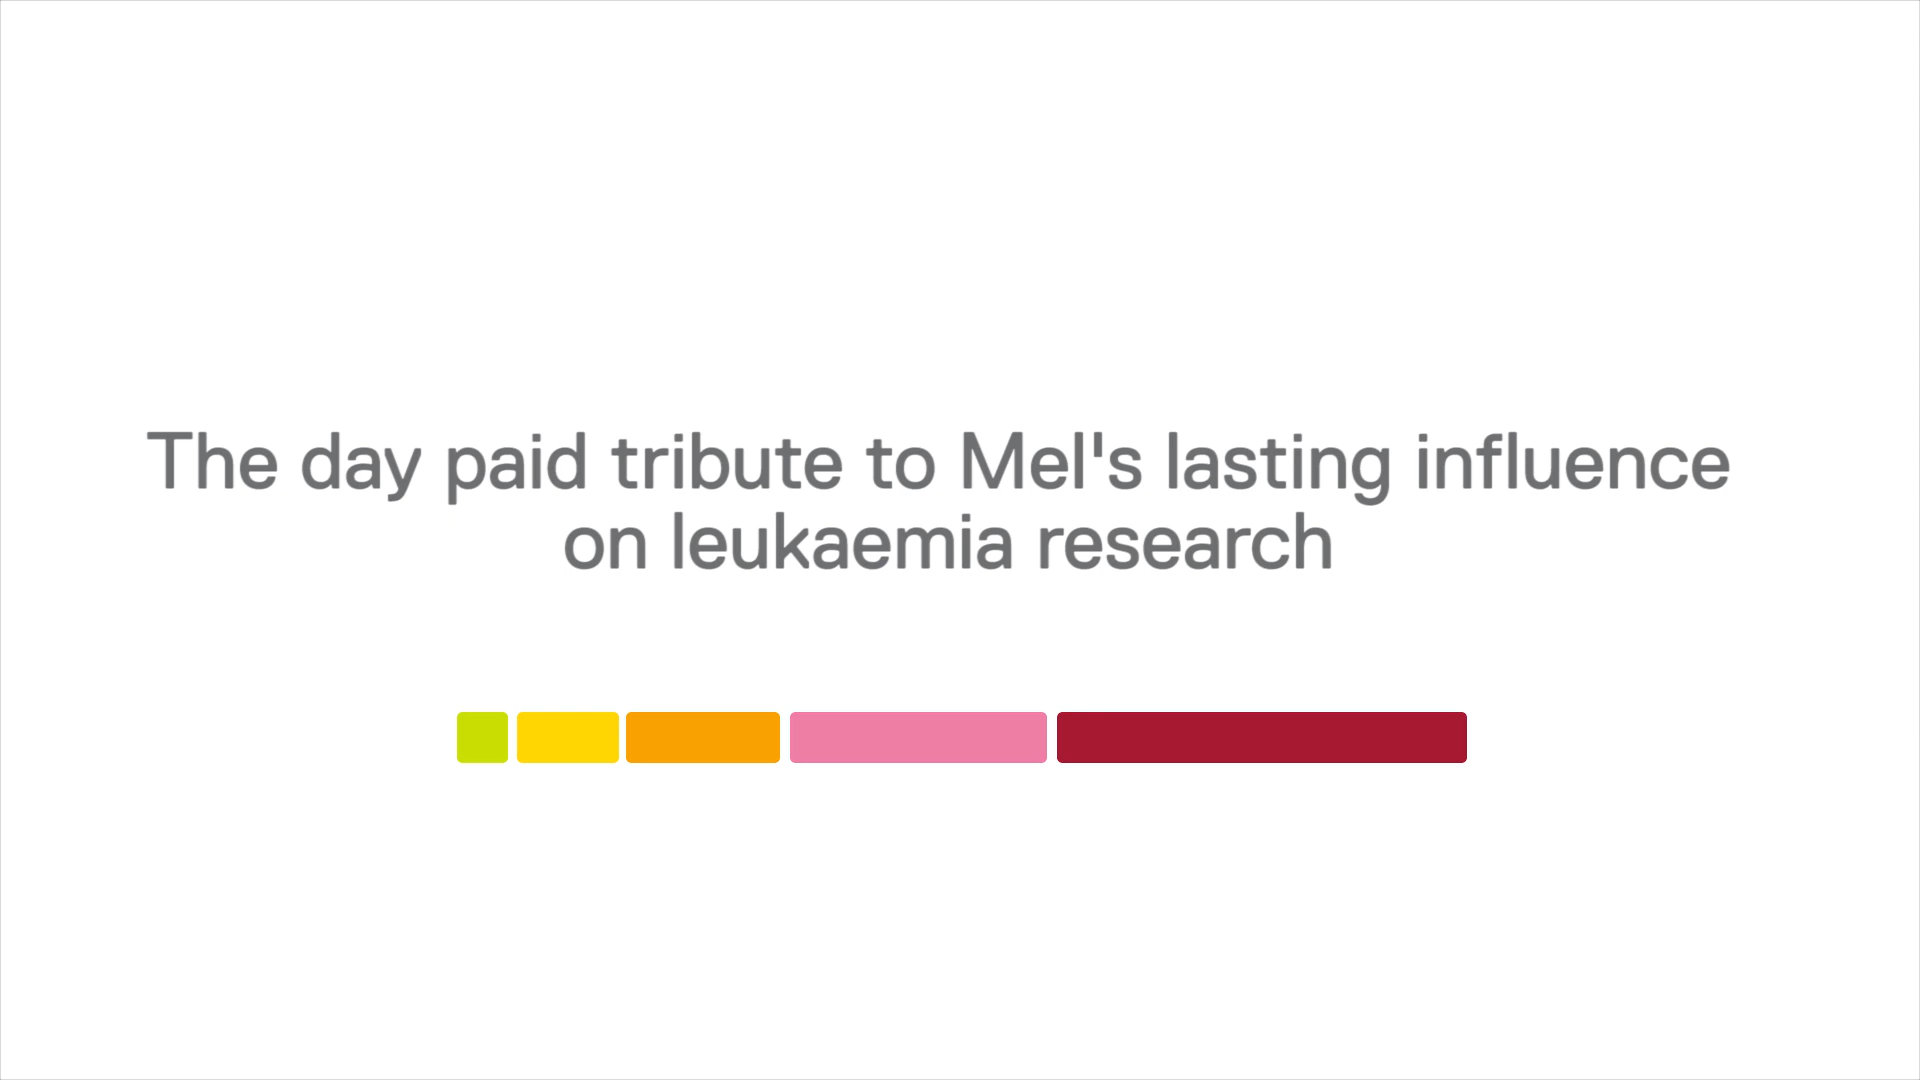 The day paid tribute to Mel's lasting influence
on leukaemia research